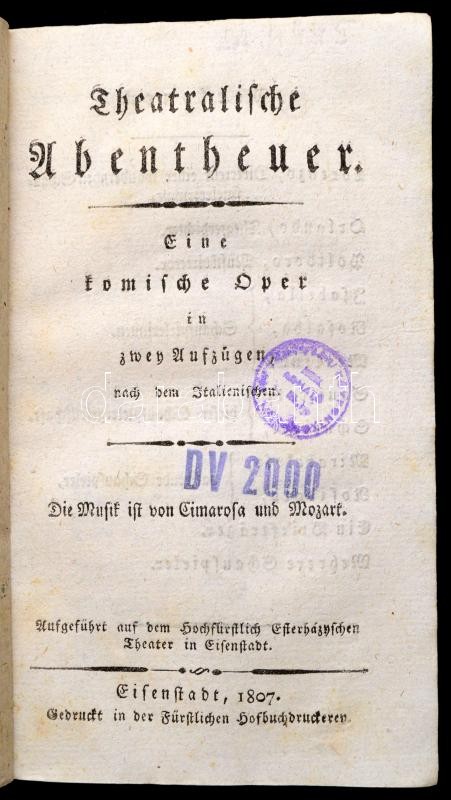 Theatralische
Abentheuer.
Eine
komische Oper
in
zwey Aufzügen,
nach dem Italienischen.
DV 2000
Die Musik ist von Cimarosa und Mozart.
Aufgeführt auf dem Hochfürstlich Esterházyschen
Theater in Eisenstadt.
Eisenstadt, 1807.
Gedruckt in der Fürstlichen Hofbuchdruckerey